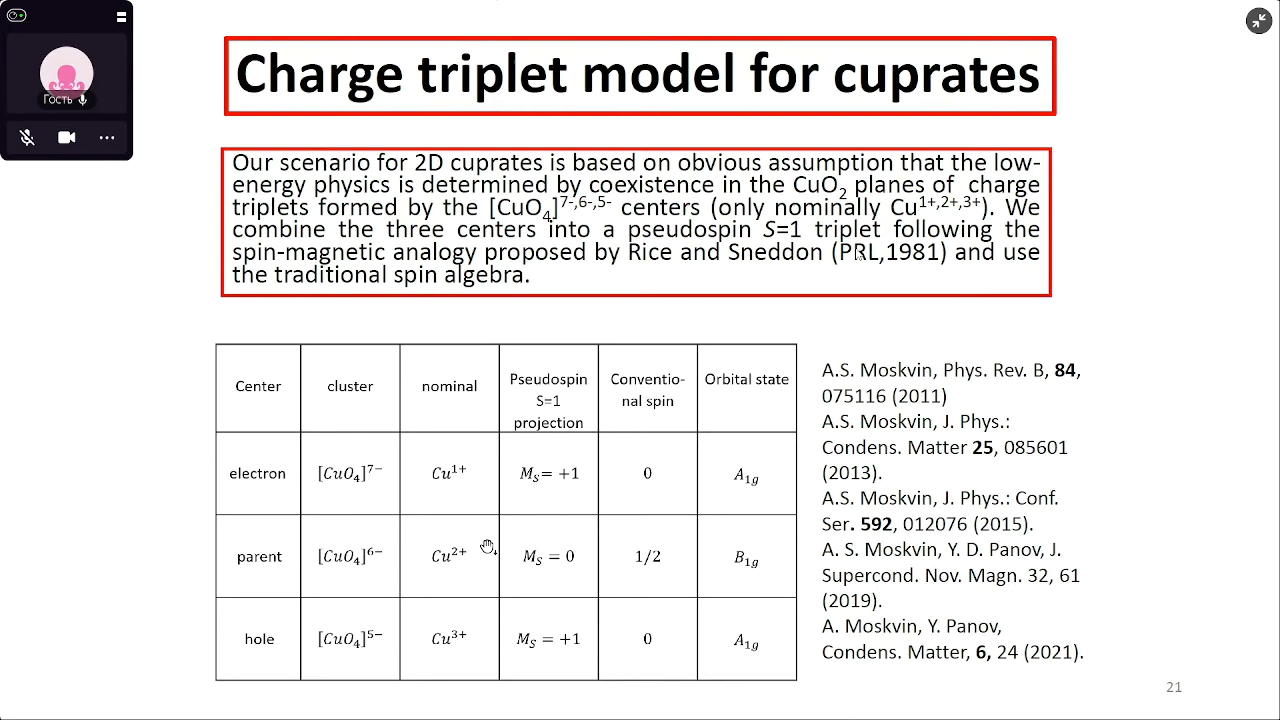 Гость
Charge triplet model for cuprates
Our scenario for 2D cuprates is based on obvious assumption that the low-
energy physics is determined by coexistence in the CuO₂ planes of charge
triplets formed by the [CuO₄]⁷⁻,⁶⁻,⁵⁻ centers (only nominally Cu¹⁺,²⁺,³⁺). We
combine the three centers into a pseudospin S=1 triplet following the
spin-magnetic analogy proposed by Rice and Sneddon (PRL,1981) and use
the traditional spin algebra.
Center cluster nominal Pseudospin S=1 projection Conventio-nal spin Orbital state
electron [CuO₄]⁷⁻ Cu¹⁺ M_S= +1 0 A₁g
parent [CuO₄]⁶⁻ Cu²⁺ M_S = 0 1/2 B₁g
hole [CuO₄]⁵⁻ Cu³⁺ M_S = +1 0 A₁g
A.S. Moskvin, Phys. Rev. B, 84,
075116 (2011)
A.S. Moskvin, J. Phys.:
Condens. Matter 25, 085601
(2013).
A.S. Moskvin, J. Phys.: Conf.
Ser. 592, 012076 (2015).
A. S. Moskvin, Y. D. Panov, J.
Supercond. Nov. Magn. 32, 61
(2019).
A. Moskvin, Y. Panov,
Condens. Matter, 6, 24 (2021).
21